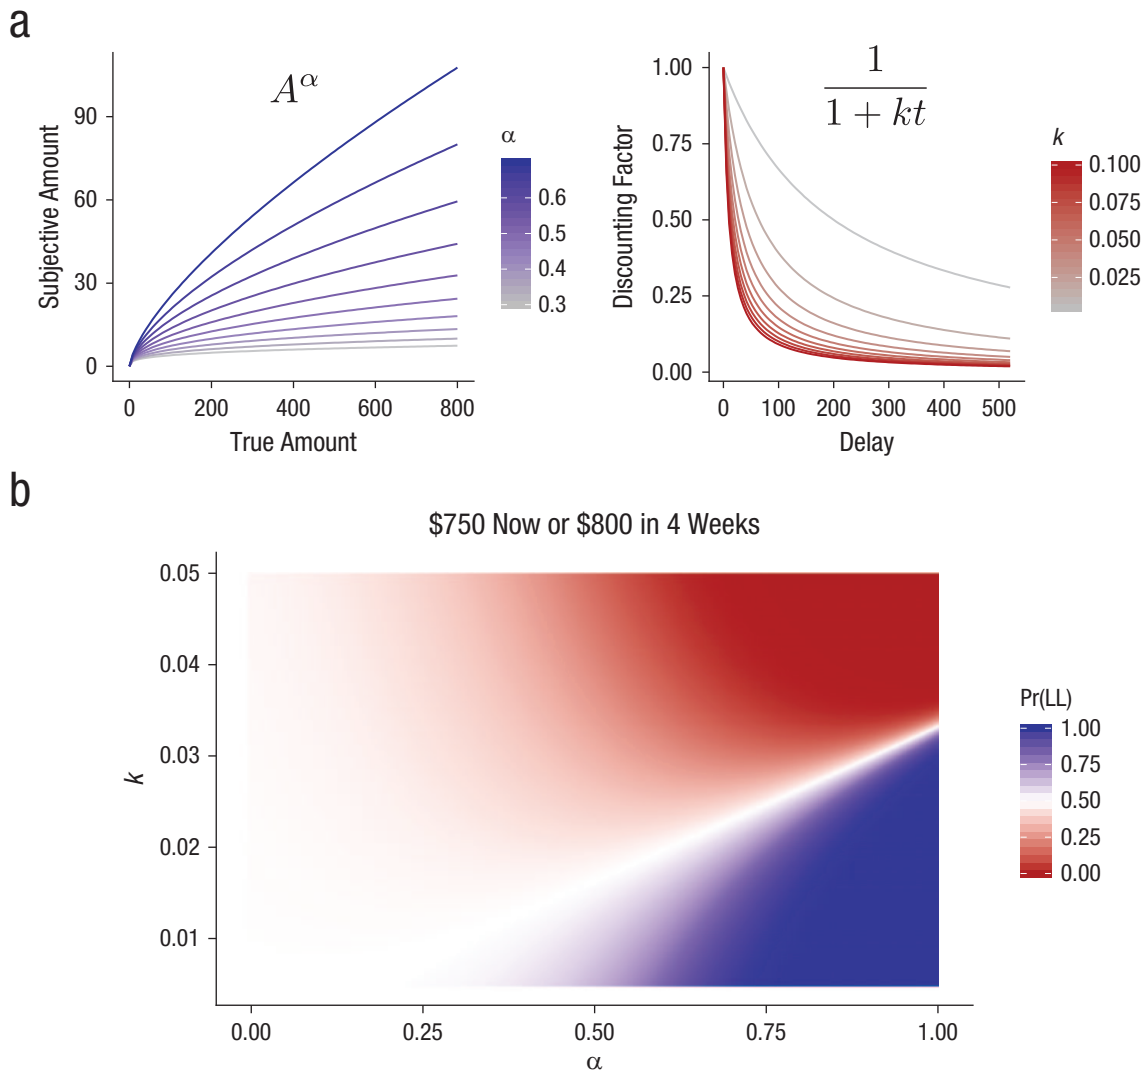 a
A^α
Subjective Amount
90
60
30
0
0 200 400 600 800
True Amount
α
0.6
0.5
0.4
0.3
1
1 + kt
Discounting Factor
1.00
0.75
0.50
0.25
0.00
0 100 200 300 400 500
Delay
k
0.100
0.075
0.050
0.025
b
$750 Now or $800 in 4 Weeks
k
0.05
0.04
0.03
0.02
0.01
0.00 0.25 0.50 0.75 1.00
α
Pr(LL)
1.00
0.75
0.50
0.25
0.00